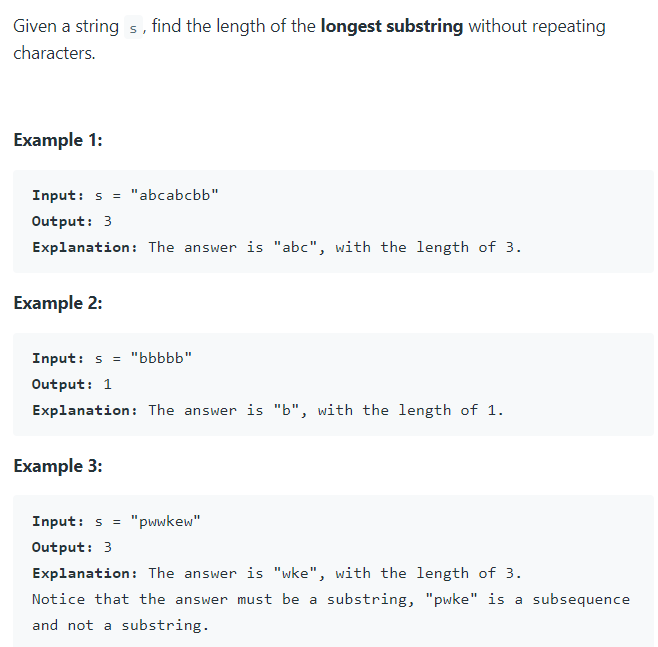 Given a string s, find the length of the longest substring without repeating
characters.
Example 1:
Input: s = "abcabcbb"
Output: 3
Explanation: The answer is "abc", with the length of 3.
Example 2:
Input: s = "bbbbb"
Output: 1
Explanation: The answer is "b", with the length of 1.
Example 3:
Input: s = "pwwkew"
Output: 3
Explanation: The answer is "wke", with the length of 3.
Notice that the answer must be a substring, "pwke" is a subsequence
and not a substring.